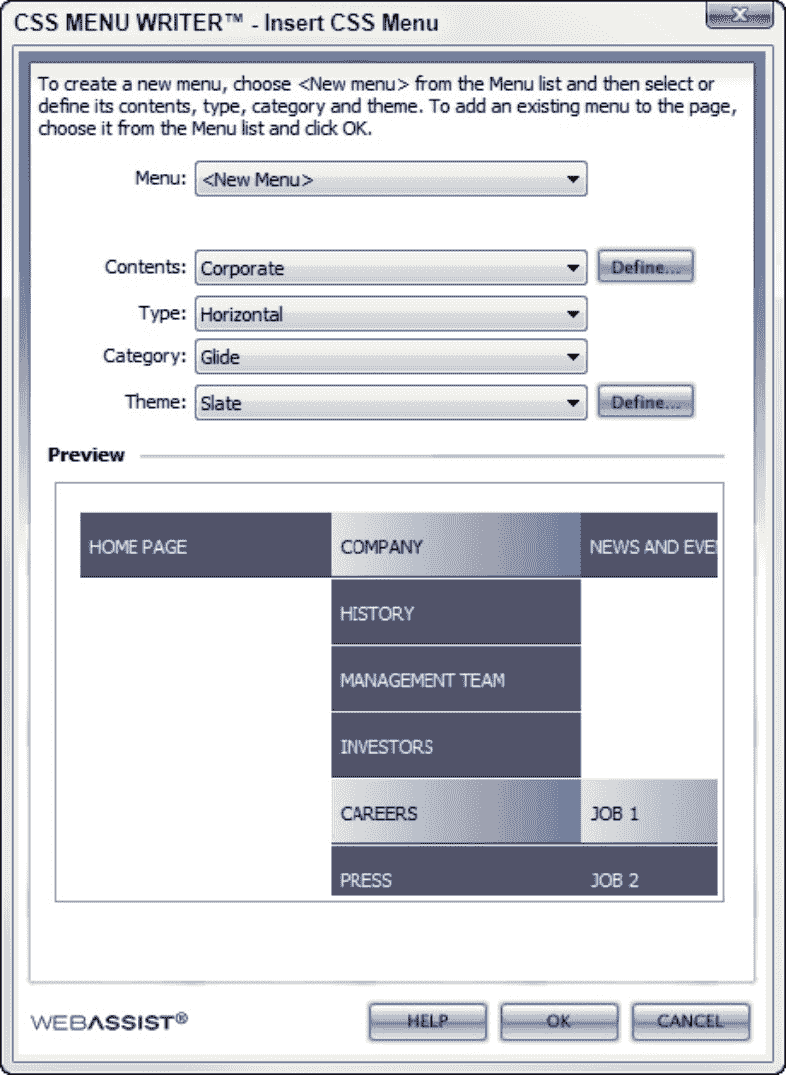 CSS MENU WRITER™ - Insert CSS Menu
To create a new menu, choose <New menu> from the Menu list and then select or
define its contents, type, category and theme. To add an existing menu to the page,
choose it from the Menu list and click OK.
Menu: <New Menu>
Contents: Corporate Define...
Type: Horizontal
Category: Glide
Theme: Slate Define...
Preview
HOME PAGE COMPANY NEWS AND EVE
HISTORY
MANAGEMENT TEAM
INVESTORS
CAREERS JOB 1
PRESS JOB 2
WEBASSIST® HELP OK CANCEL